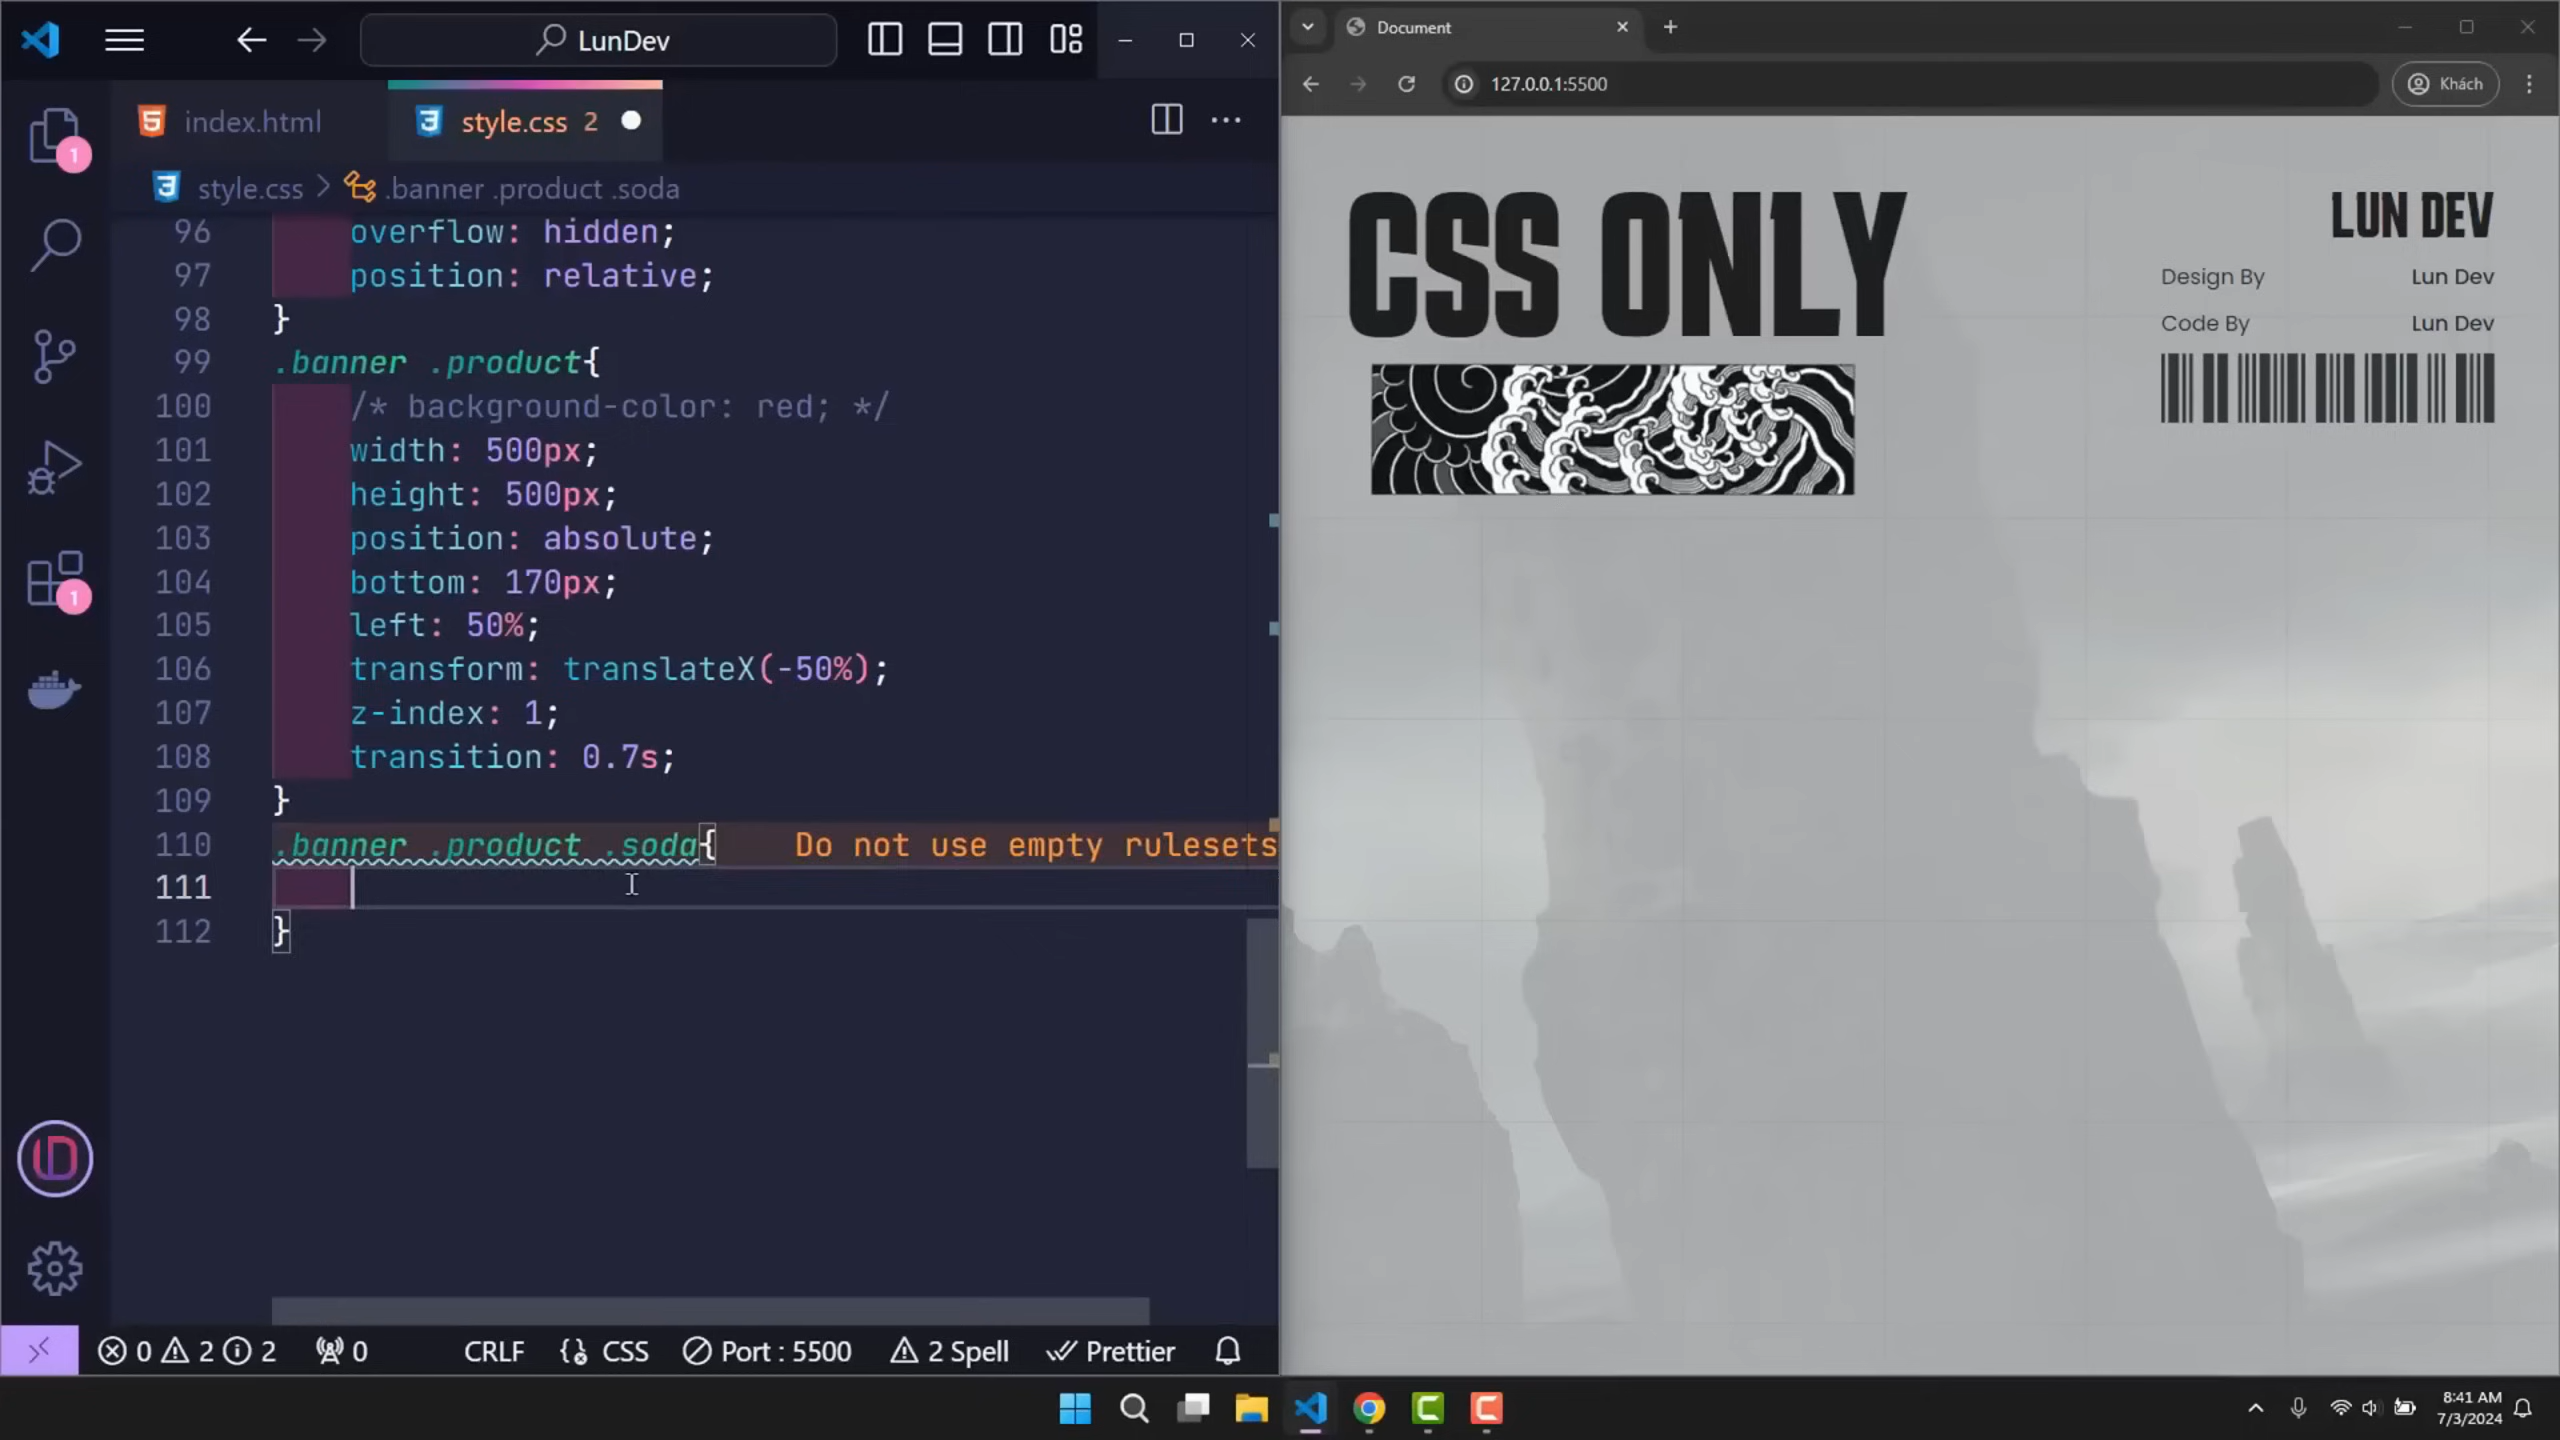 LunDev
index.html
style.css 2
style.css > .banner .product .soda
96 overflow: hidden;
97 position: relative;
98 }
99 .banner .product{
100 /* background-color: red; */
101 width: 500px;
102 height: 500px;
103 position: absolute;
104 bottom: 170px;
105 left: 50%;
106 transform: translateX(-50%);
107 z-index: 1;
108 transition: 0.7s;
109 }
110 .banner .product .soda{ Do not use empty rulesets
111
112 }
1
1
0 2 2 0 CRLF CSS Port : 5500 2 Spell Prettier
Document
127.0.0.1:5500
Khách
CSS ONLY
LUN DEV
Design By Lun Dev
Code By Lun Dev
8:41 AM
7/3/2024